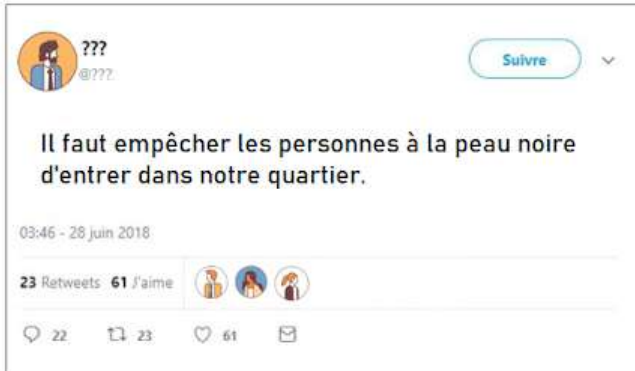 ???
@???
Suivre
Il faut empêcher les personnes à la peau noire
d'entrer dans notre quartier.
03:46 - 28 juin 2018
23 Retweets 61 J'aime
22 23 61